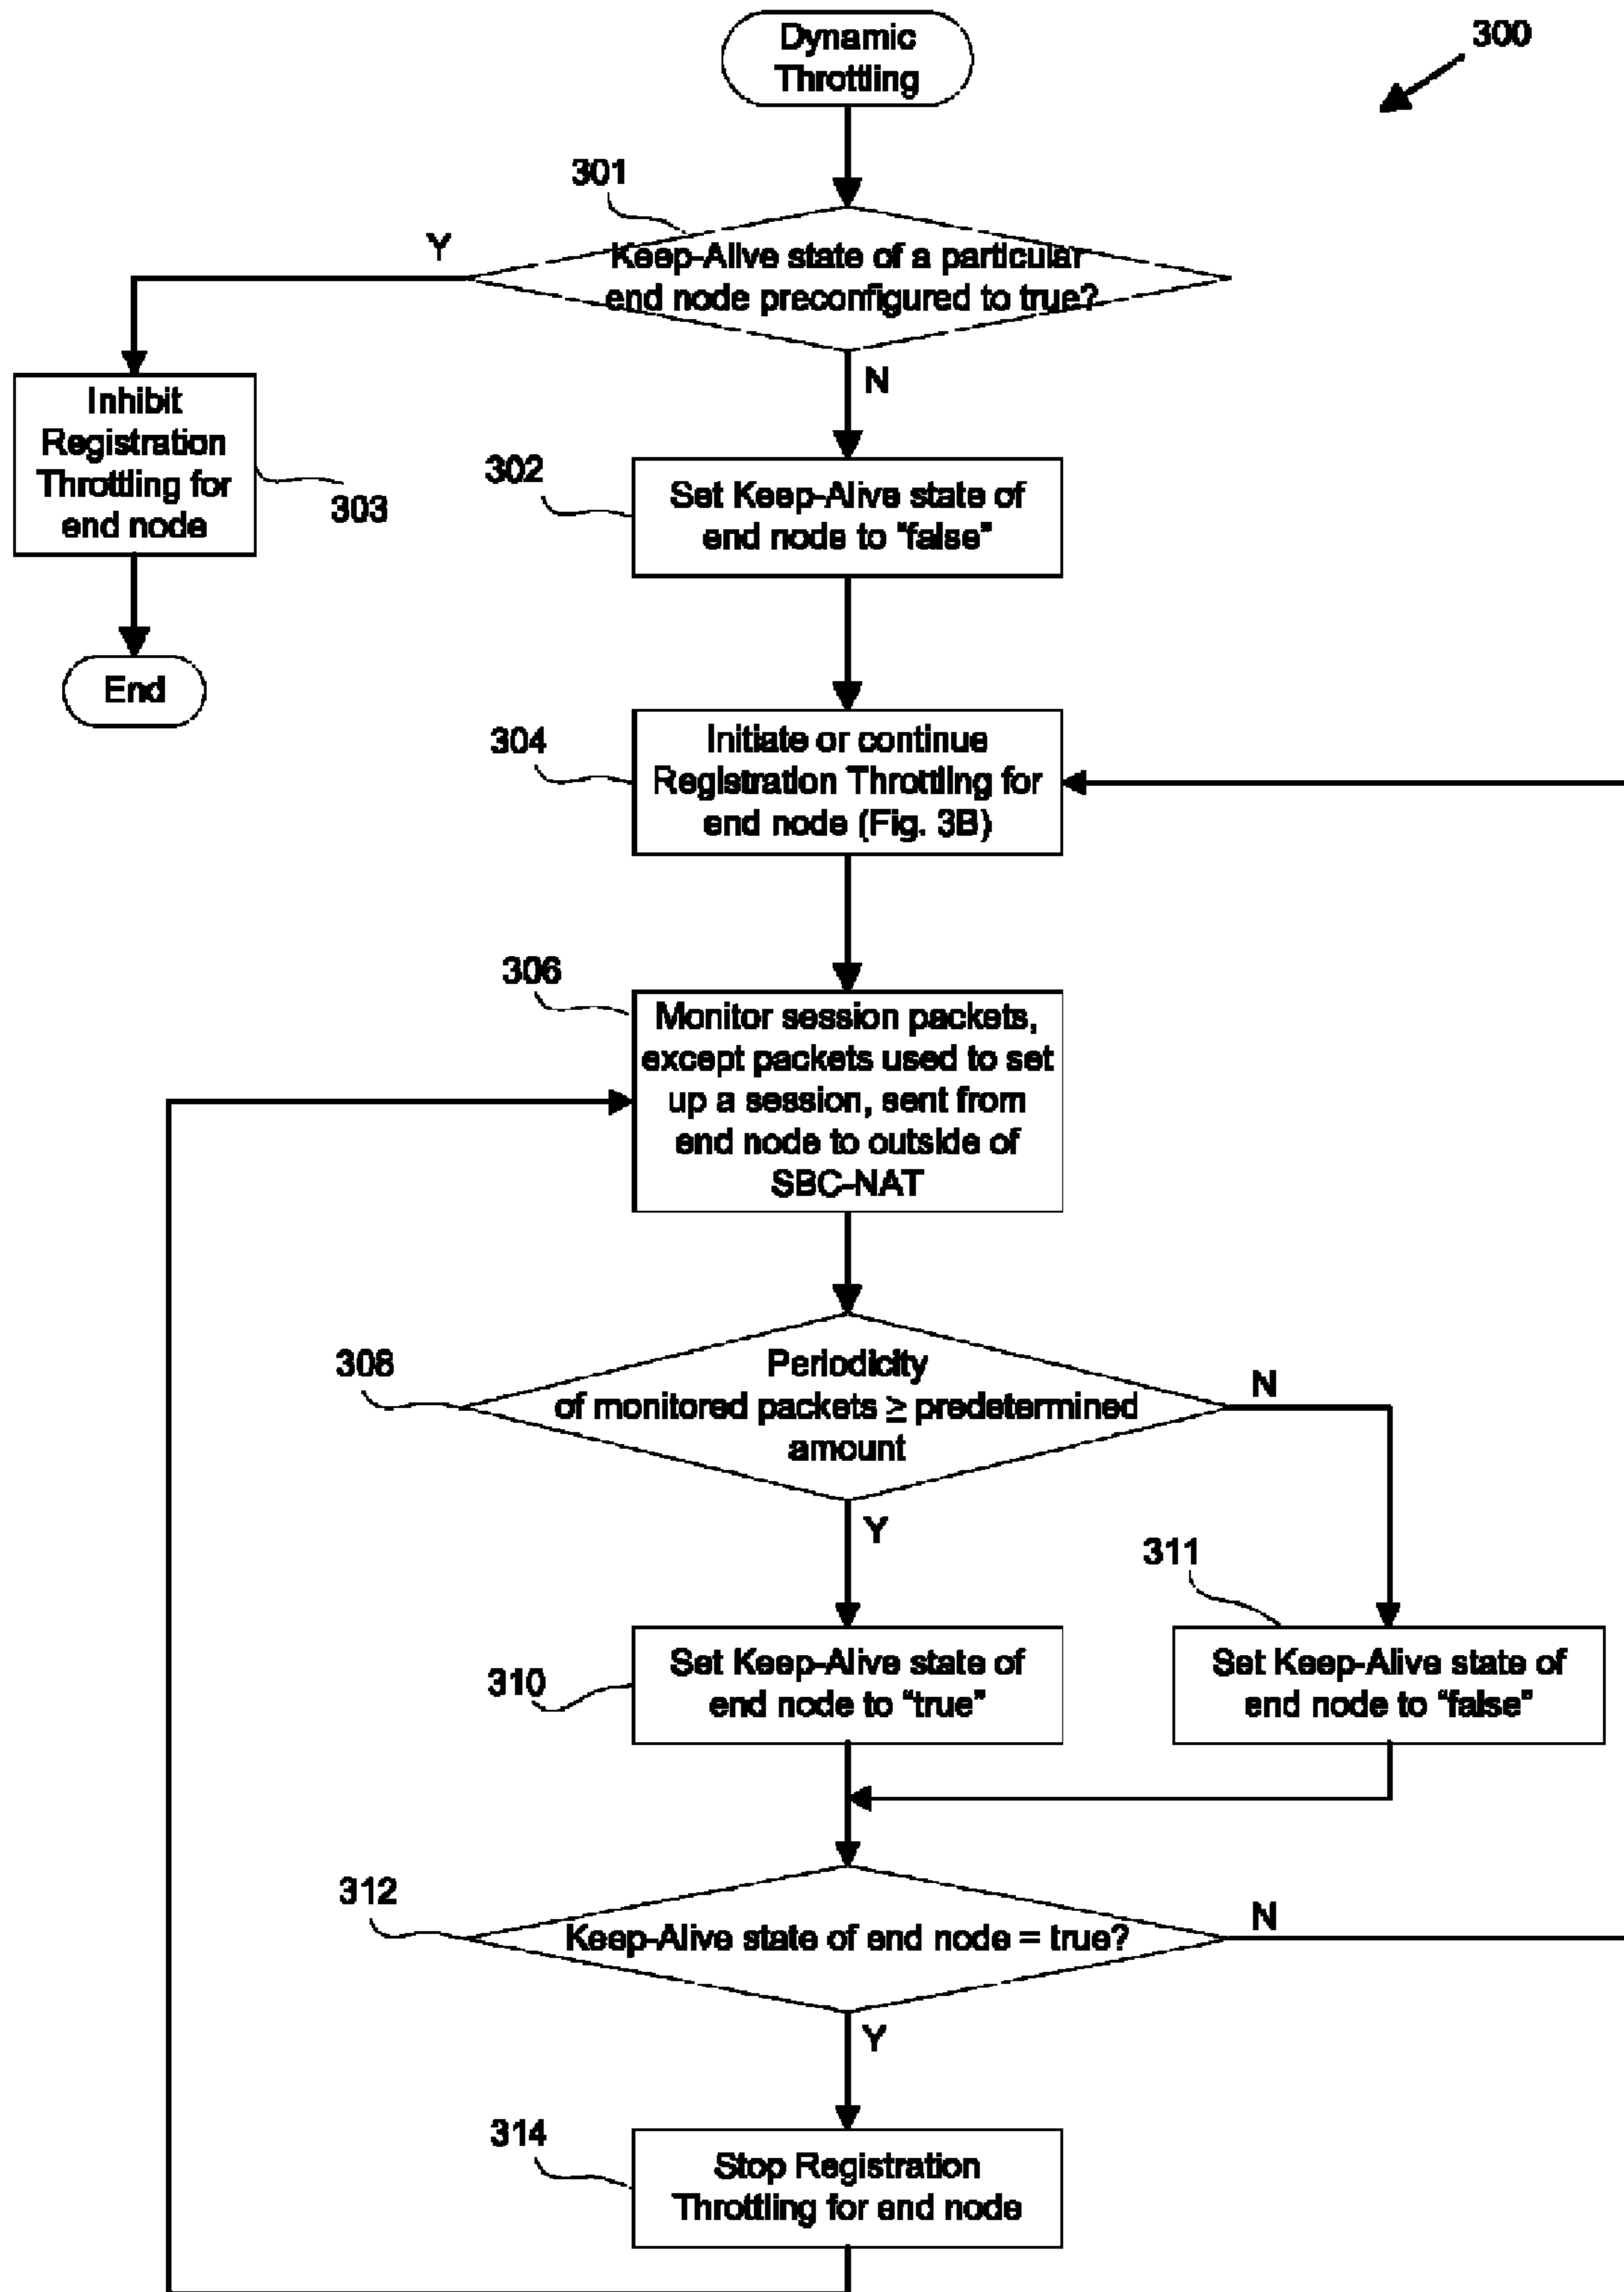 Dynamic
Throttling
300
301
Keep-Alive state of a particular
end node preconfigured to true?
Y
N
Inhibit
Registration
Throttling for
end node
303
End
302
Set Keep-Alive state of
end node to "false"
304
Initiate or continue
Registration Throttling for
end node (Fig. 3B)
306
Monitor session packets,
except packets used to set
up a session, sent from
end node to outside of
SBC-NAT
308
Periodicity
of monitored packets ≥ predetermined
amount
N
Y
310
Set Keep-Alive state of
end node to "true"
311
Set Keep-Alive state of
end node to "false"
312
Keep-Alive state of end node = true?
N
Y
314
Stop Registration
Throttling for end node